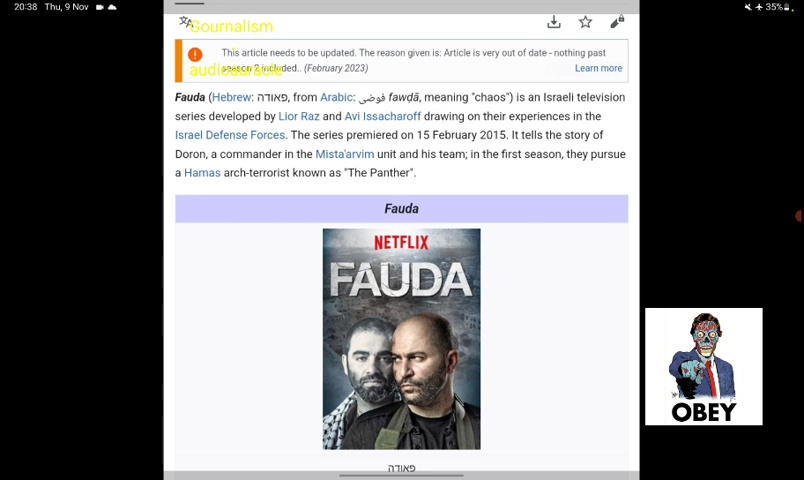 20:38 Thu, 9 Nov
35%
Gournalism
This article needs to be updated. The reason given is: Article is very out of date - nothing past
season 2 included.. (February 2023)
Learn more
Fauda (Hebrew: פאודה, from Arabic: فوضى fawḍā, meaning "chaos") is an Israeli television
series developed by Lior Raz and Avi Issacharoff drawing on their experiences in the
Israel Defense Forces. The series premiered on 15 February 2015. It tells the story of
Doron, a commander in the Mista'arvim unit and his team; in the first season, they pursue
a Hamas arch-terrorist known as "The Panther".
Fauda
NETFLIX
FAUDA
OBEY
פאודה